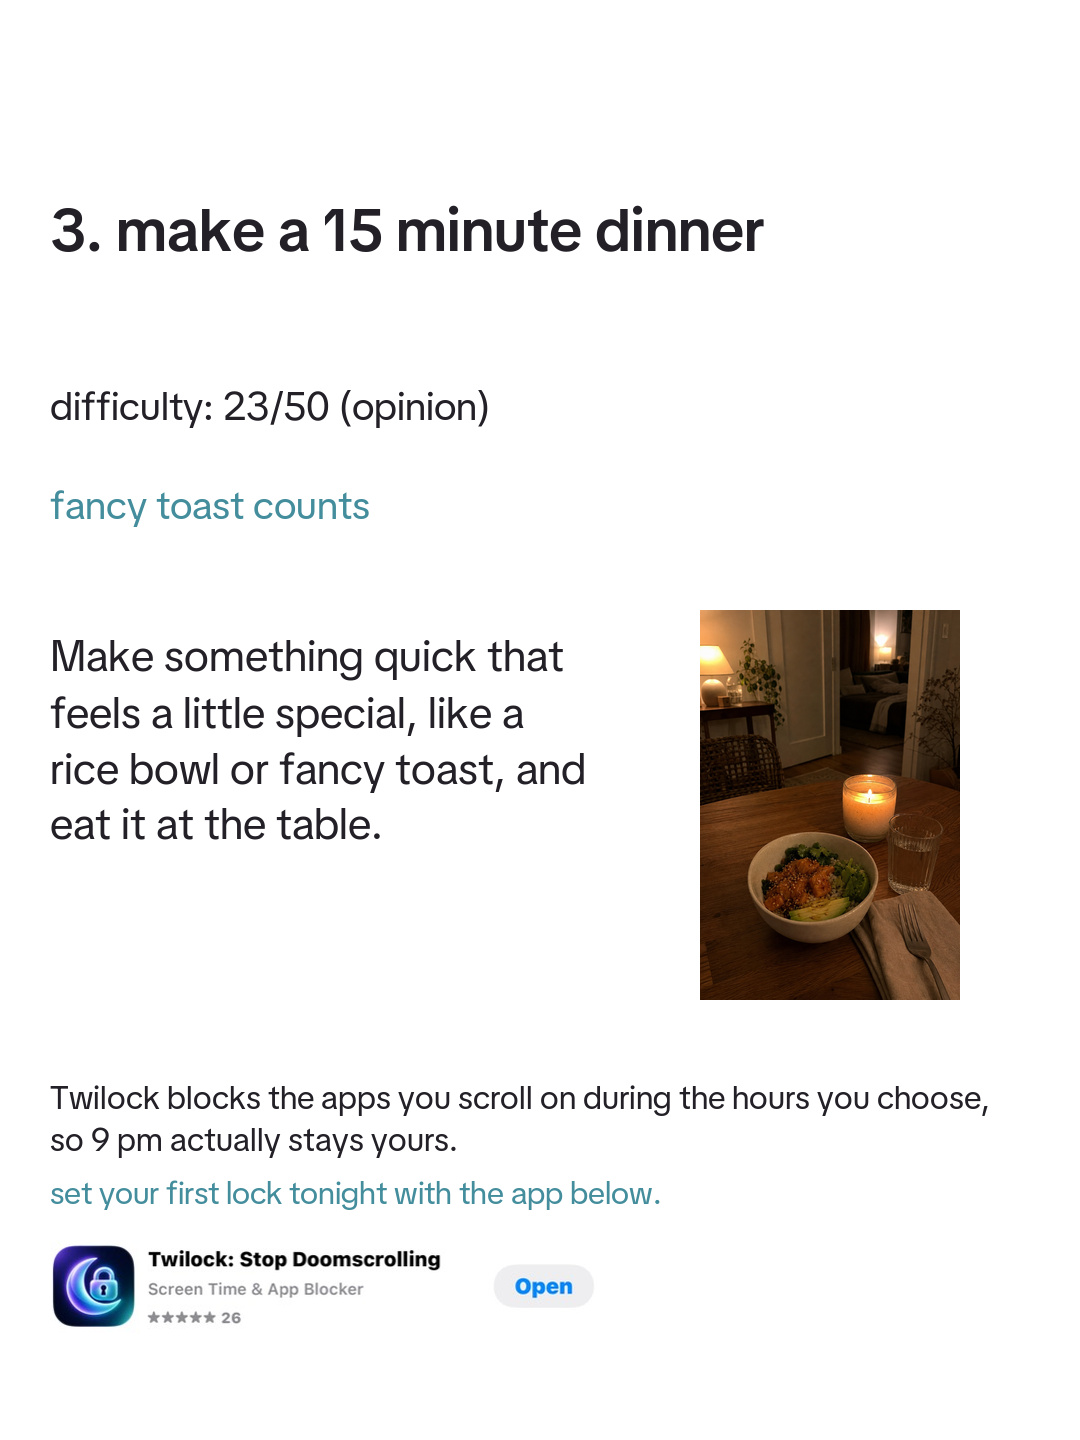 3. make a 15 minute dinner
difficulty: 23/50 (opinion)
fancy toast counts
Make something quick that
feels a little special, like a
rice bowl or fancy toast, and
eat it at the table.
Twilock blocks the apps you scroll on during the hours you choose,
so 9 pm actually stays yours.
set your first lock tonight with the app below.
Twilock: Stop Doomscrolling
Screen Time & App Blocker
★★★★★ 26
Open